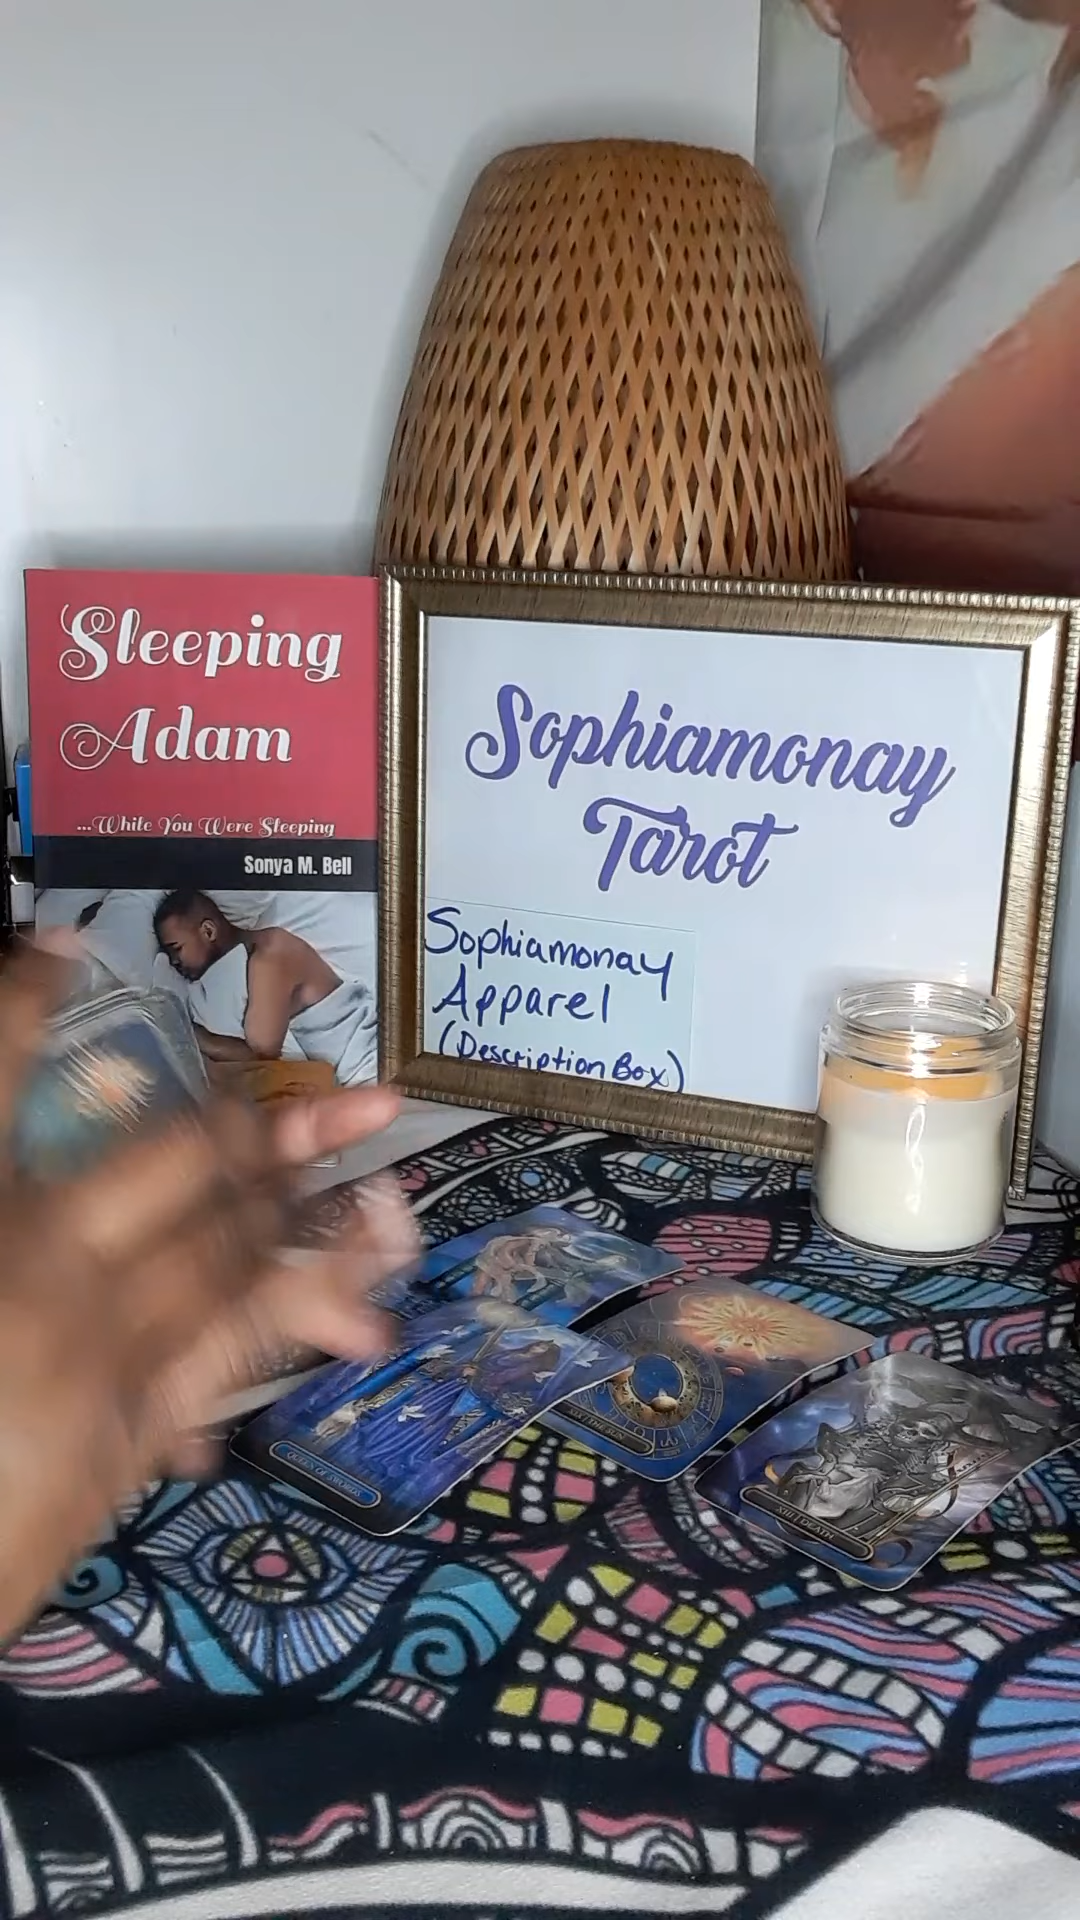 Sleeping
Adam
...While You Were Sleeping
Sonya M. Bell
Sophiamonay
Tarot
Sophiamonay
Apparel
(Description Box)
QUEEN OF SWORDS
XIX | THE SUN
XIII | DEATH